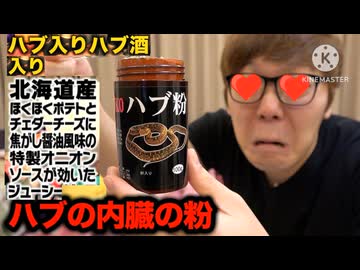 ハブ入りハブ酒
入り
北海道産
ほくほくポテトと
チェダーチーズに
焦がし醤油風味の
特製オニオン
ソースが効いた
ジューシー
ハブの内臓の粉
ハブ粉
KINEMASTER